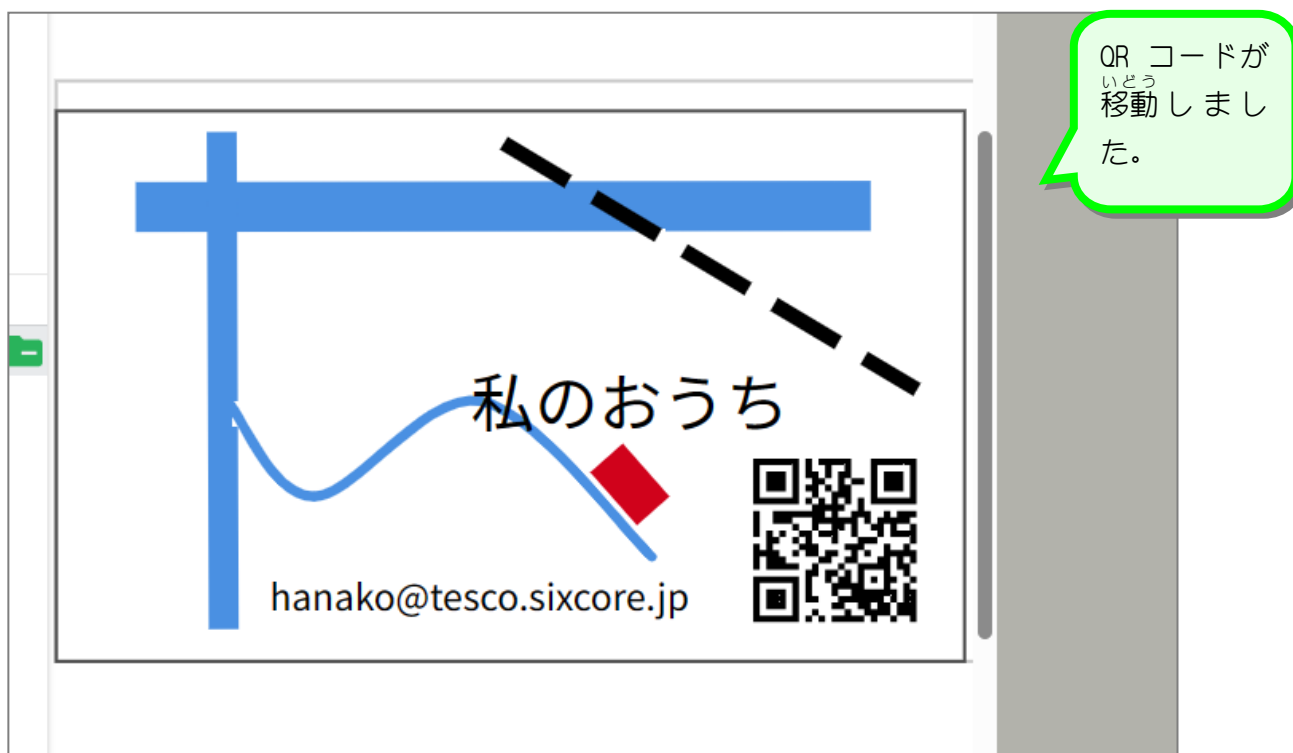 QR コードが
いどう
移動しまし
た。
私のおうち
hanako@tesco.sixcore.jp